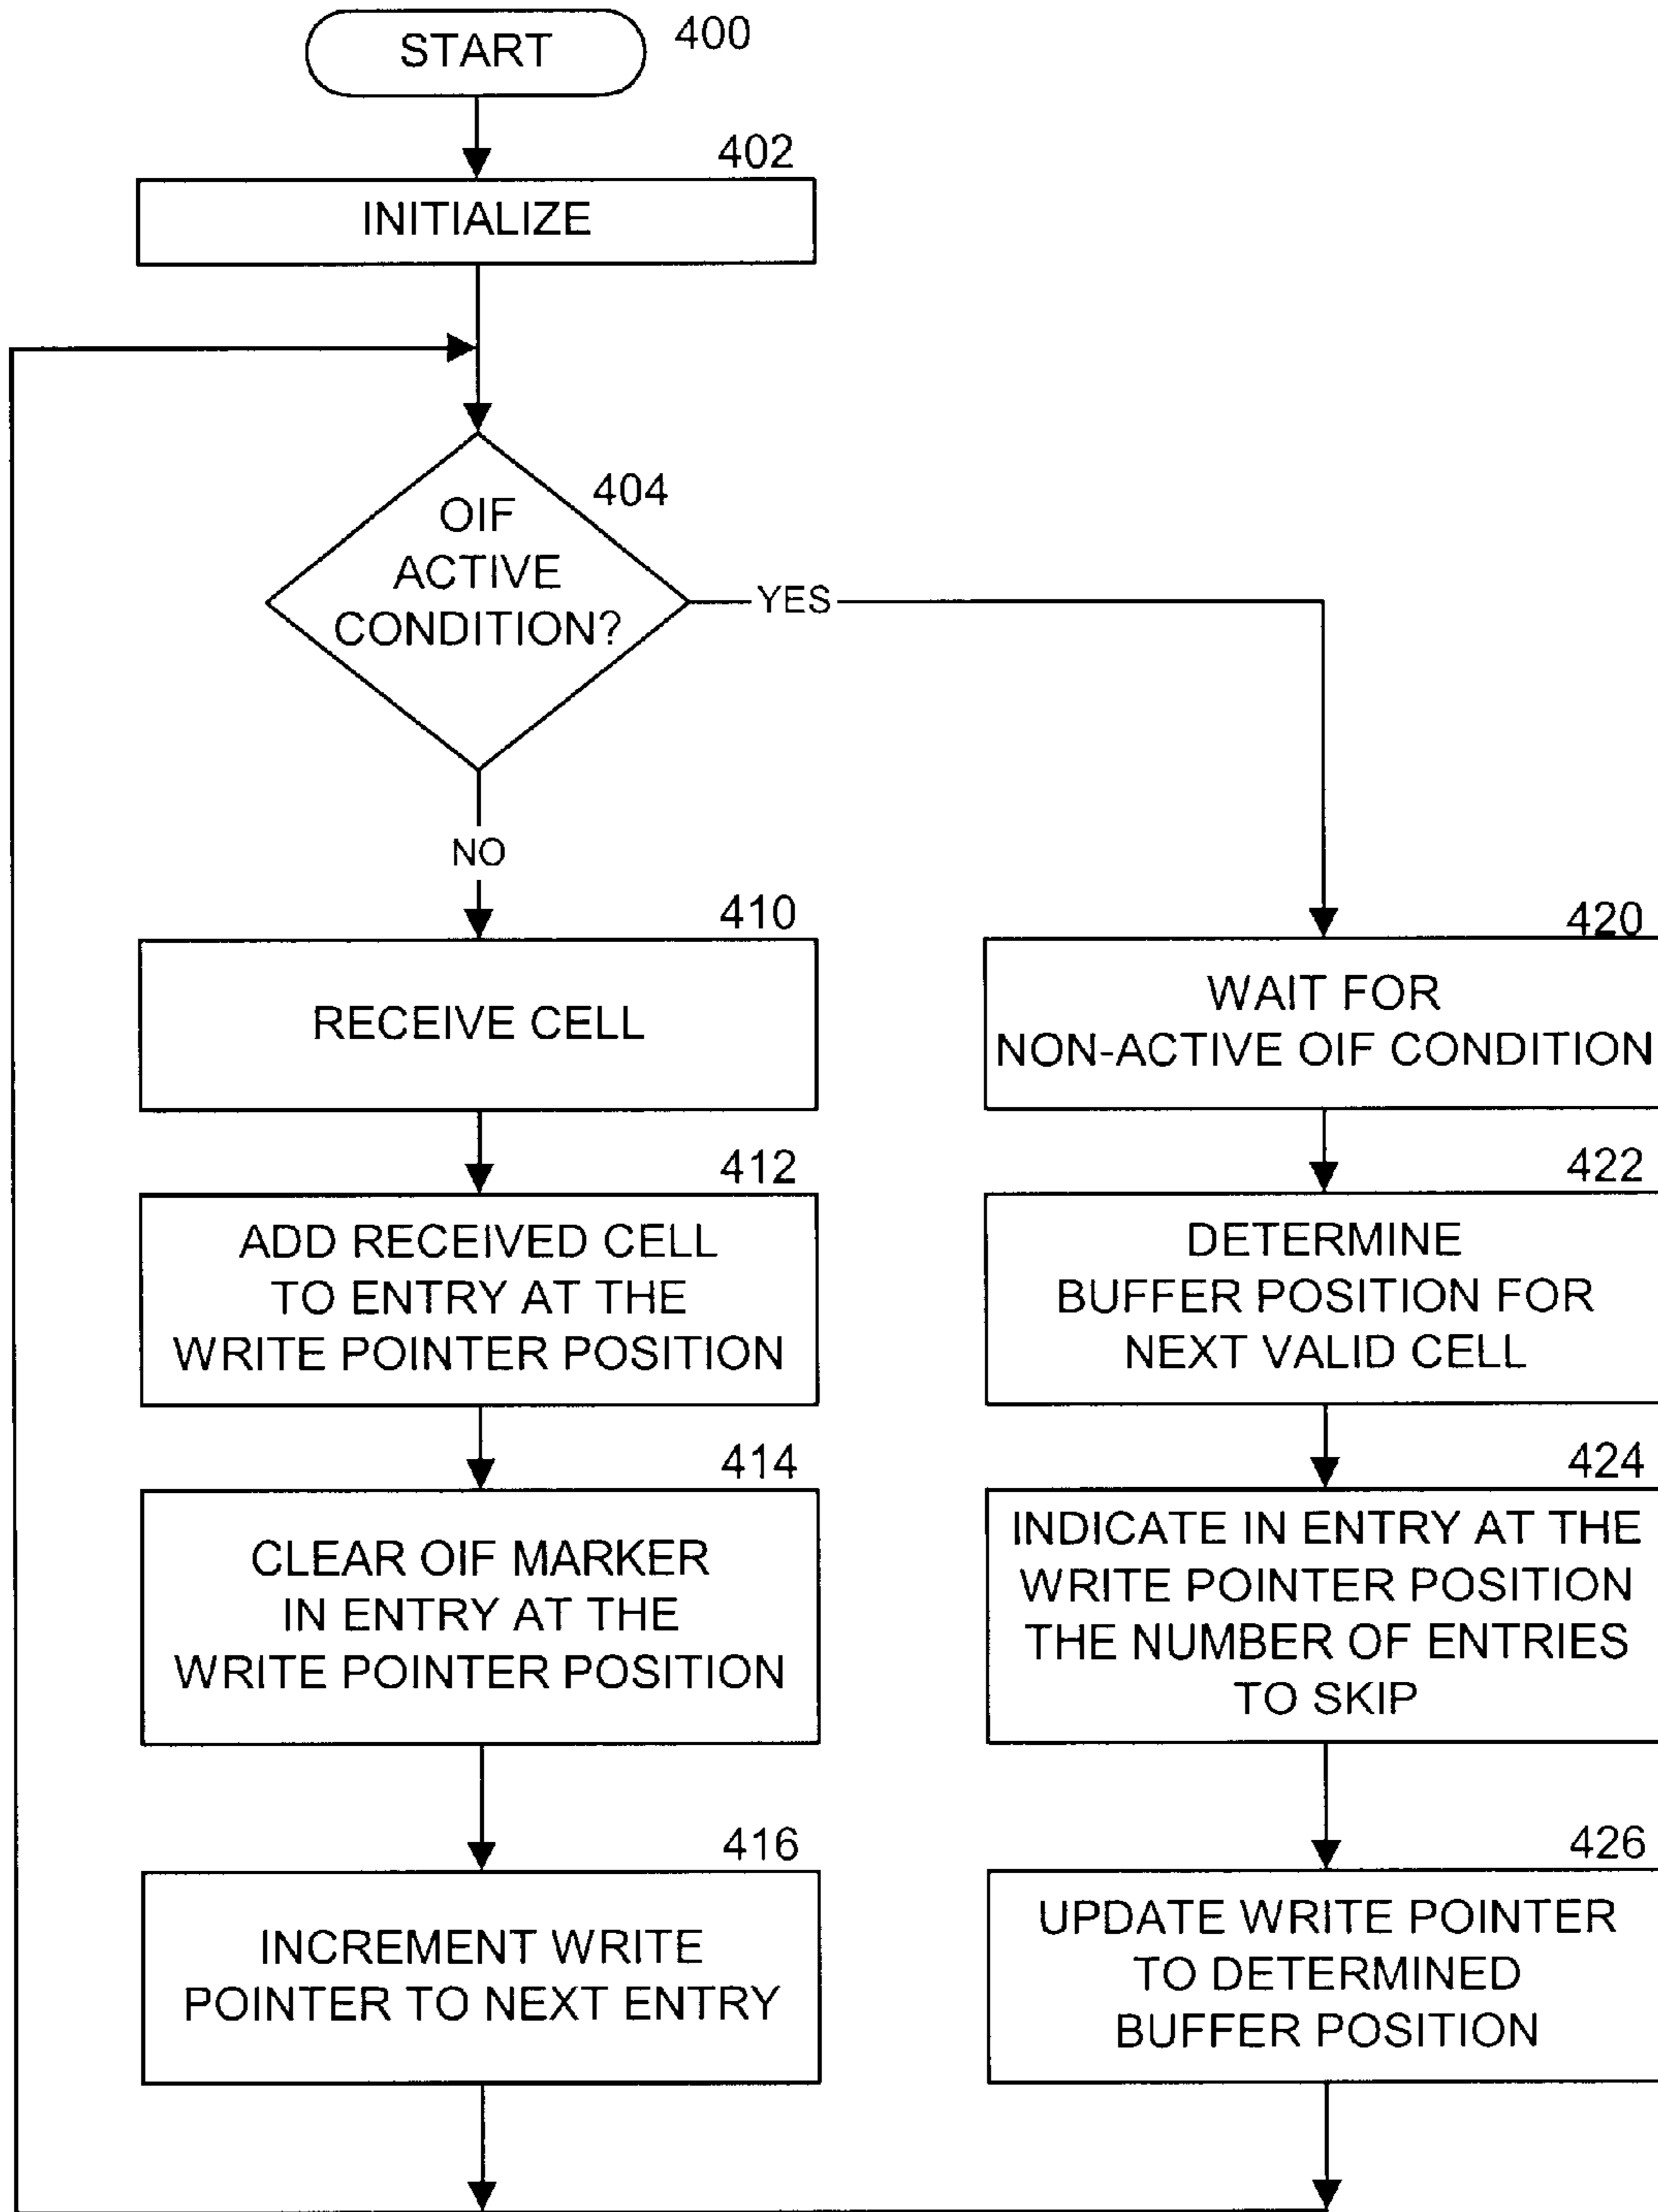 START
400
402
INITIALIZE
404
OIF
ACTIVE
CONDITION?
YES
NO
410
RECEIVE CELL
412
ADD RECEIVED CELL
TO ENTRY AT THE
WRITE POINTER POSITION
414
CLEAR OIF MARKER
IN ENTRY AT THE
WRITE POINTER POSITION
416
INCREMENT WRITE
POINTER TO NEXT ENTRY
420
WAIT FOR
NON-ACTIVE OIF CONDITION
422
DETERMINE
BUFFER POSITION FOR
NEXT VALID CELL
424
INDICATE IN ENTRY AT THE
WRITE POINTER POSITION
THE NUMBER OF ENTRIES
TO SKIP
426
UPDATE WRITE POINTER
TO DETERMINED
BUFFER POSITION